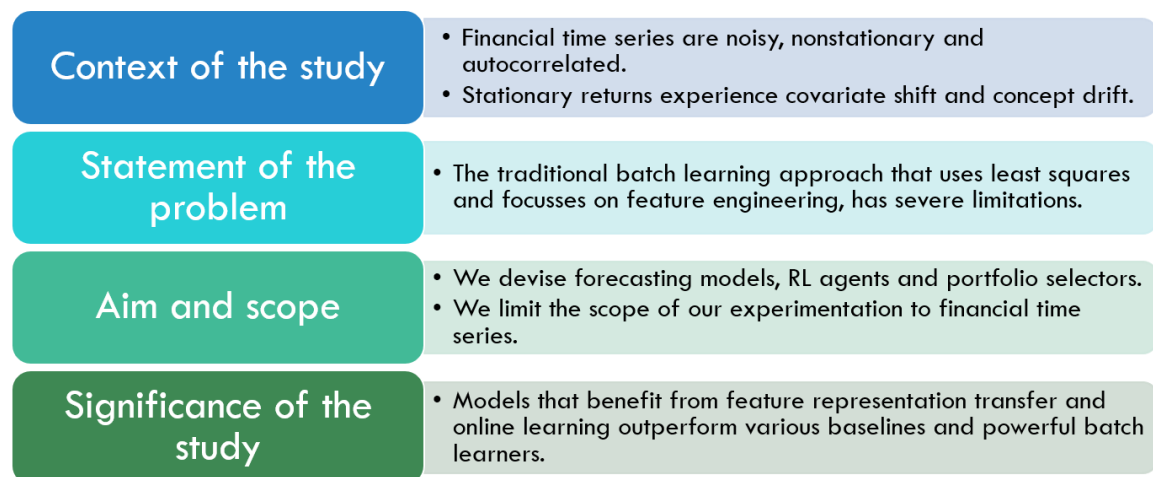 Context of the study
• Financial time series are noisy, nonstationary and
autocorrelated.
• Stationary returns experience covariate shift and concept drift.
Statement of the
problem
• The traditional batch learning approach that uses least squares
and focusses on feature engineering, has severe limitations.
Aim and scope
• We devise forecasting models, RL agents and portfolio selectors.
• We limit the scope of our experimentation to financial time
series.
Significance of the
study
• Models that benefit from feature representation transfer and
online learning outperform various baselines and powerful batch
learners.